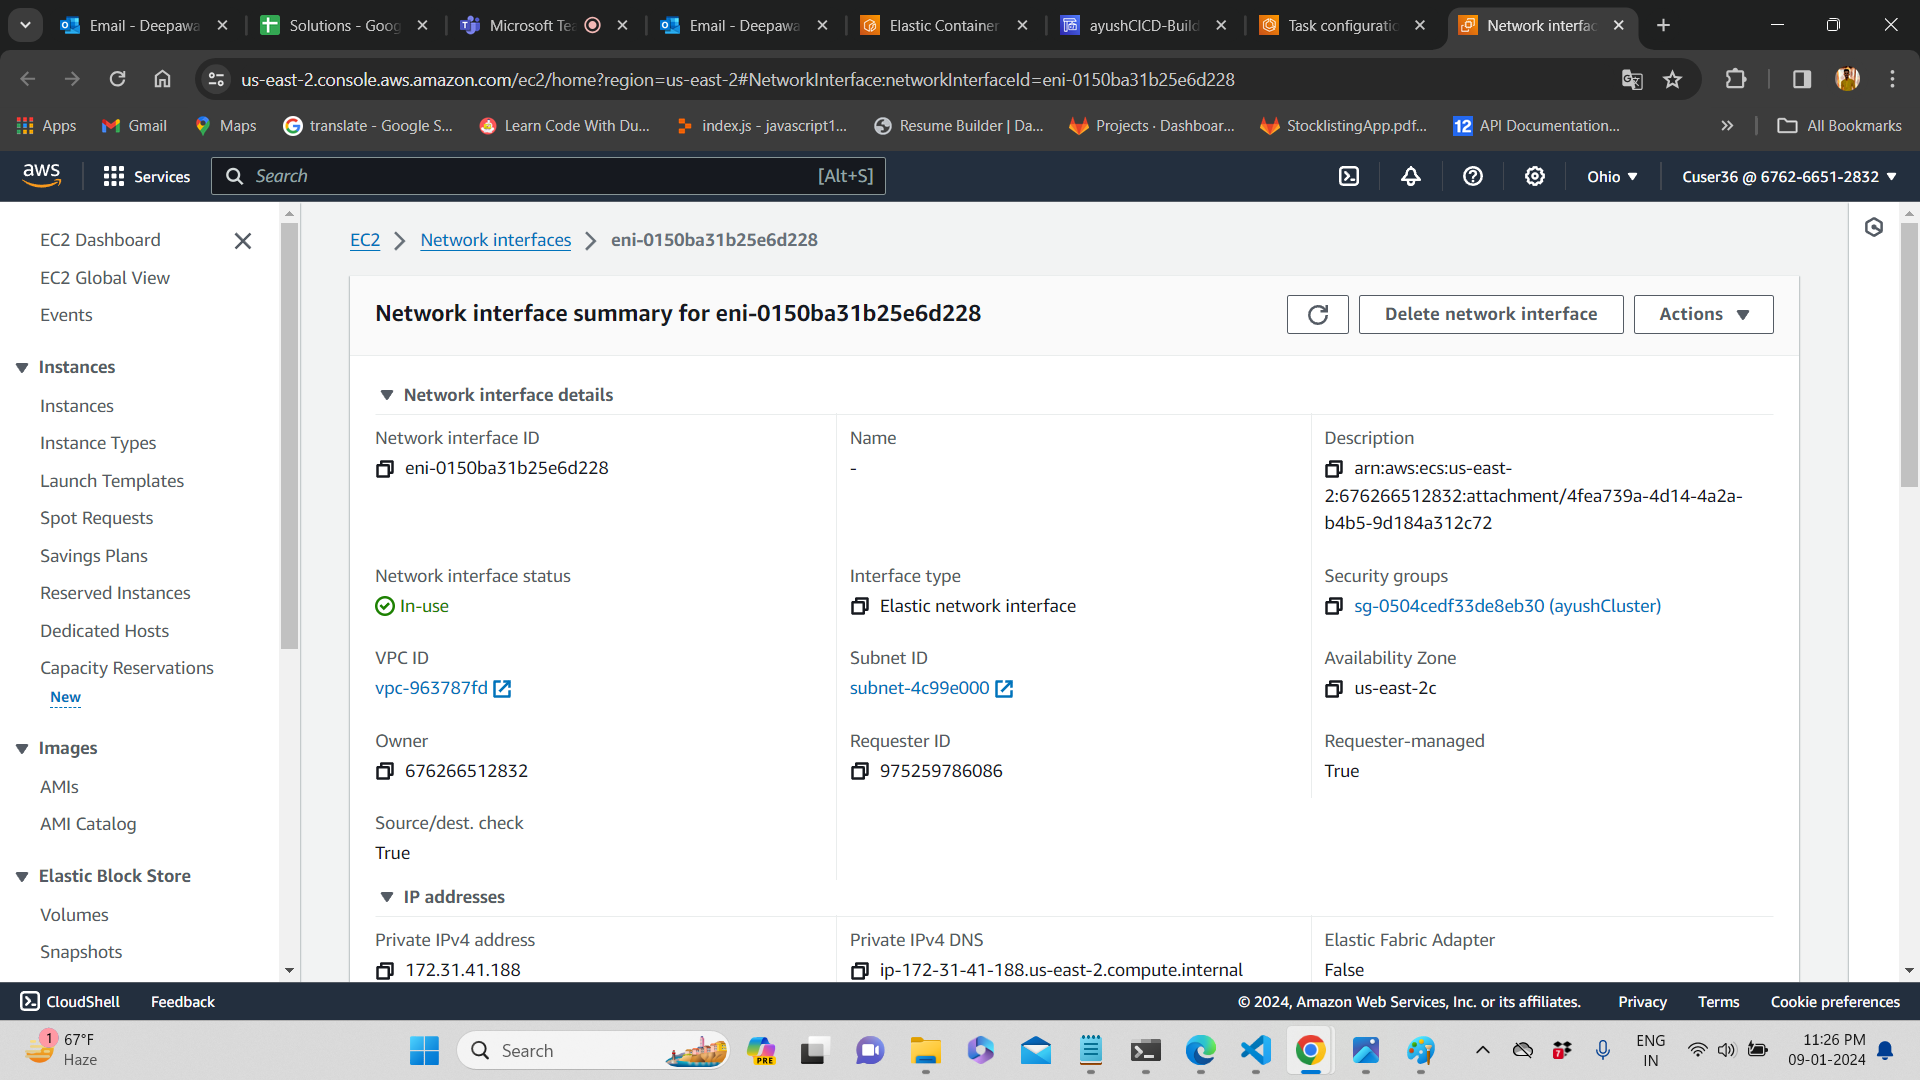 Email - Deepawa
Solutions - Goog
Microsoft Tea
Email - Deepawa
Elastic Container
ayushCICD-Build
Task configuratio
Network interfac
us-east-2.console.aws.amazon.com/ec2/home?region=us-east-2#NetworkInterface:networkInterfaceId=eni-0150ba31b25e6d228
Apps
Gmail
Maps
translate - Google S...
Learn Code With Du...
index.js - javascript1...
Resume Builder | Da...
Projects · Dashboar...
StocklistingApp.pdf...
12 API Documentation...
All Bookmarks
aws
Services
Search [Alt+S]
Ohio
Cuser36 @ 6762-6651-2832
EC2 Dashboard
EC2 Global View
Events
Instances
Instances
Instance Types
Launch Templates
Spot Requests
Savings Plans
Reserved Instances
Dedicated Hosts
Capacity Reservations
New
Images
AMIs
AMI Catalog
Elastic Block Store
Volumes
Snapshots
EC2 > Network interfaces > eni-0150ba31b25e6d228
Network interface summary for eni-0150ba31b25e6d228
Delete network interface
Actions
Network interface details
Network interface ID
eni-0150ba31b25e6d228
Name
-
Description
arn:aws:ecs:us-east-
2:676266512832:attachment/4fea739a-4d14-4a2a-
b4b5-9d184a312c72
Network interface status
In-use
Interface type
Elastic network interface
Security groups
sg-0504cedf33de8eb30 (ayushCluster)
VPC ID
vpc-963787fd
Subnet ID
subnet-4c99e000
Availability Zone
us-east-2c
Owner
676266512832
Requester ID
975259786086
Requester-managed
True
Source/dest. check
True
IP addresses
Private IPv4 address
172.31.41.188
Private IPv4 DNS
ip-172-31-41-188.us-east-2.compute.internal
Elastic Fabric Adapter
False
CloudShell
Feedback
© 2024, Amazon Web Services, Inc. or its affiliates.
Privacy
Terms
Cookie preferences
1
67°F
Haze
Search
PRE
7
ENG
IN
11:26 PM
09-01-2024